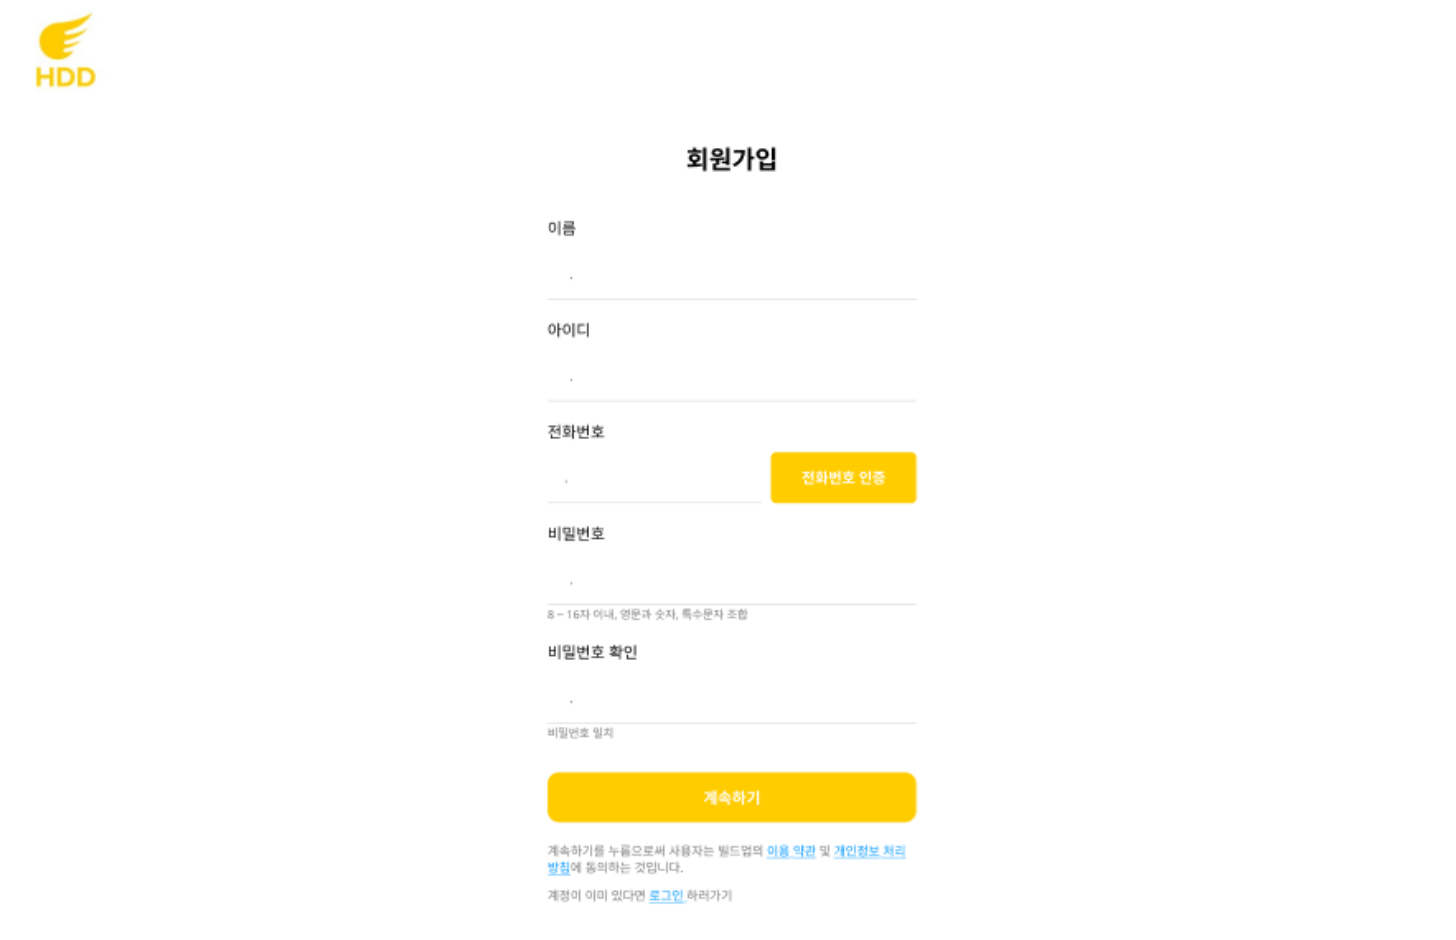 HDD
회원가입
이름
아이디
전화번호
전화번호 인증
비밀번호
8 – 16자 이내, 영문과 숫자, 특수문자 조합
비밀번호 확인
비밀번호 일치
계속하기
계속하기를 누름으로써 사용자는 빌드업의 이용 약관 및 개인정보 처리
방침에 동의하는 것입니다.
계정이 이미 있다면 로그인 하러가기